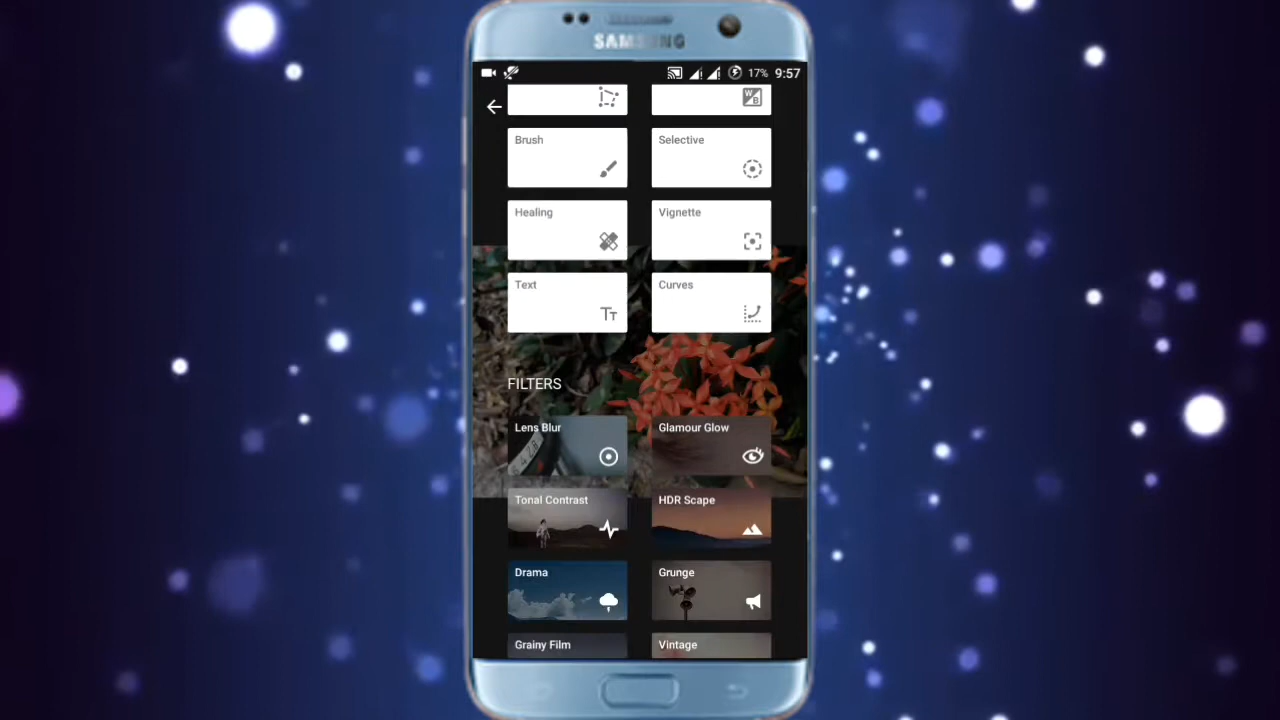 SAMSUNG
17% 9:57
W
B
Brush
Selective
Healing
Vignette
Text
Tт
Curves
FILTERS
Lens Blur
Glamour Glow
Tonal Contrast
HDR Scape
Drama
Grunge
Grainy Film
Vintage